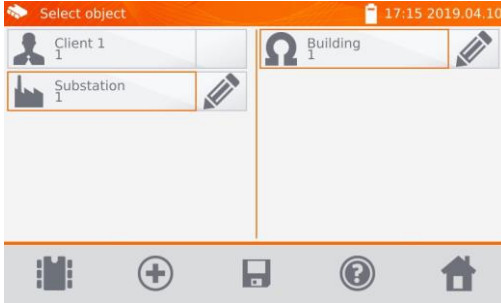 Select object
17:15 2019.04.10
Client 1
1
Substation
1
Building
1